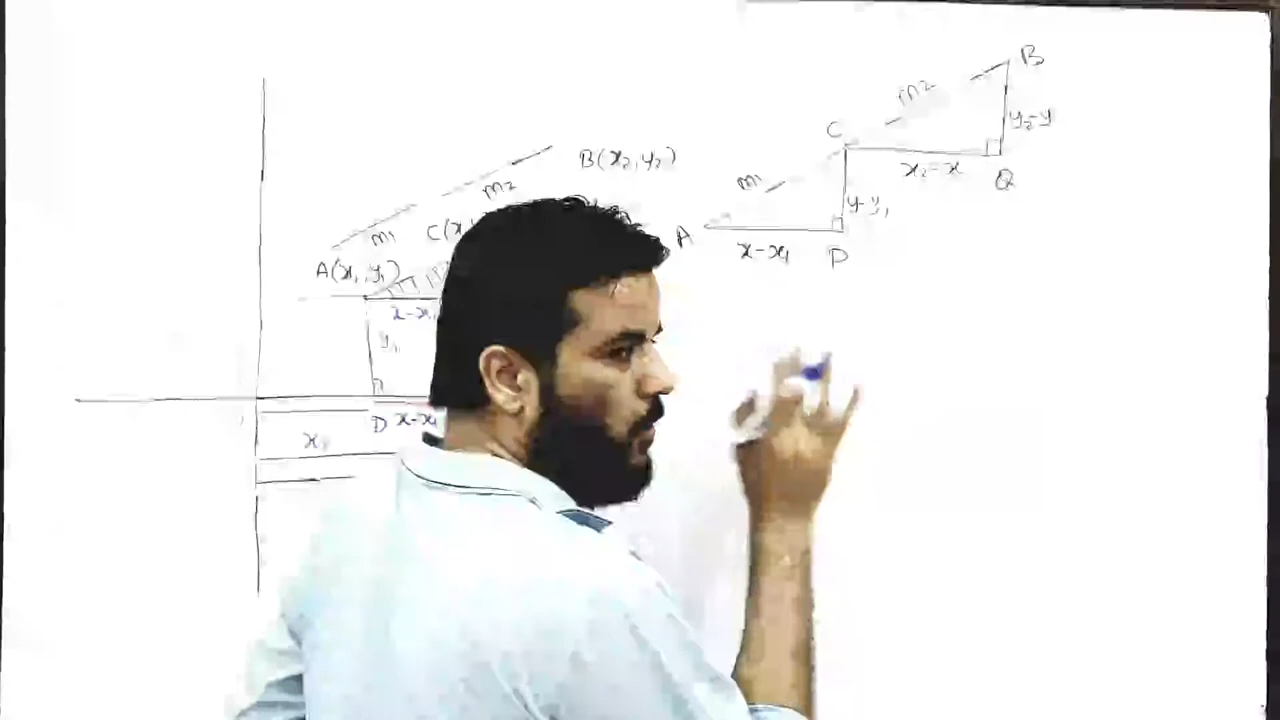 B(x₂, y₂)
m₂
m₁
C(x,
A(x₁, y₁)
x-x₁
y₁
D
x-x₁
x₁
B
m₂
y₂-y
C
x₂-x
Q
m₁
y-y₁
A
x-x₁
P